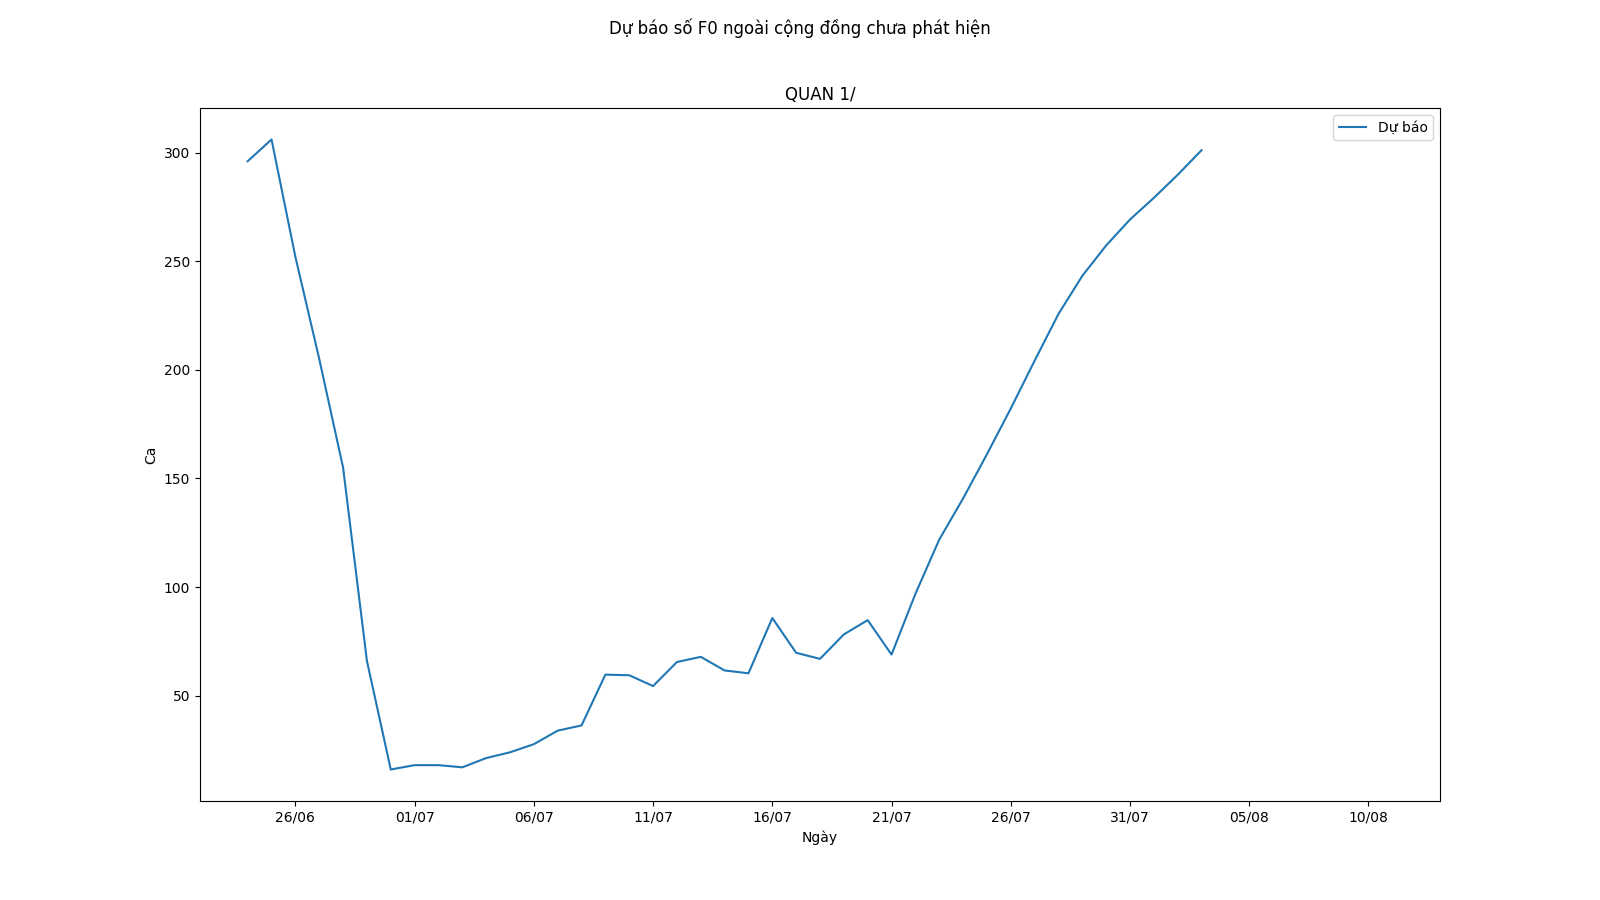 Dự báo số F0 ngoài cộng đồng chưa phát hiện
QUAN 1/
Dự báo
300
250
200
150
100
50
Ca
26/06 01/07 06/07 11/07 16/07 21/07 26/07 31/07 05/08 10/08
Ngày